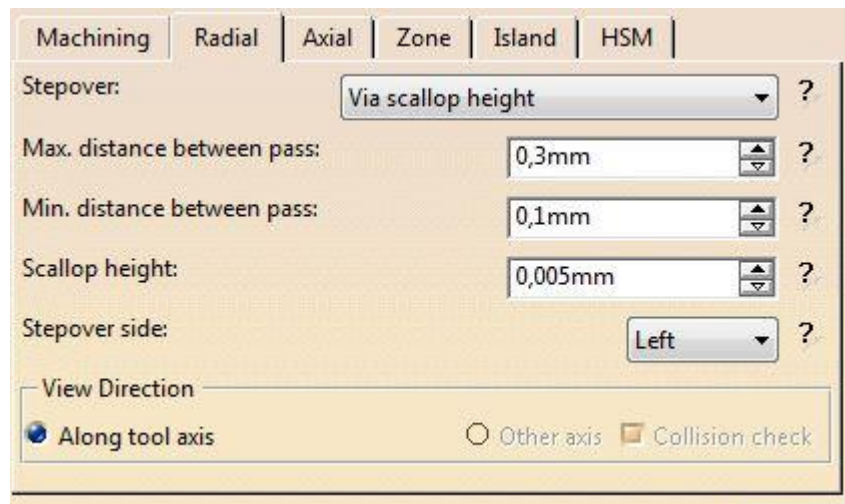 Machining Radial Axial Zone Island HSM
Stepover: Via scallop height ?
Max. distance between pass: 0,3mm ?
Min. distance between pass: 0,1mm ?
Scallop height: 0,005mm ?
Stepover side: Left ?
View Direction
Along tool axis Other axis Collision check